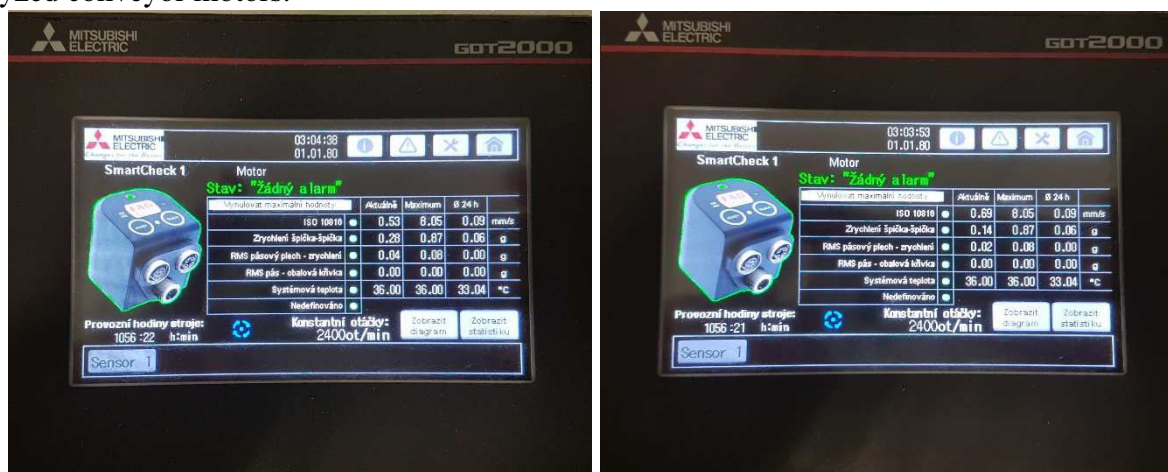 yzed conveyor motors.
MITSUBISHI
ELECTRIC
GOT2000
MITSUBISHI
ELECTRIC
Changes for the Better
03:04:38
01.01.80
SmartCheck 1
Motor
Stav: "Žádný alarm"
Vynulovat maximální hodnoty Aktuálně Maximum Ø 24 h
ISO 10816 0.53 8.05 0.09 mm/s
Zrychlení špička-špička 0.28 0.87 0.06 g
RMS pásový plech - zrychlení 0.04 0.08 0.00 g
RMS pás - obalová křivka 0.00 0.00 0.00 g
Systémová teplota 36.00 36.00 33.04 °C
Nedefinováno
Provozní hodiny stroje:
1056 :22 h:min
Konstantní otáčky:
2400ot/min
Zobrazit
diagram
Zobrazit
statistiku
Sensor 1
MITSUBISHI
ELECTRIC
GOT2000
MITSUBISHI
ELECTRIC
Changes for the Better
03:03:53
01.01.80
SmartCheck 1
Motor
Stav: "Žádný alarm"
Vynulovat maximální hodnoty Aktuálně Maximum Ø 24 h
ISO 10816 0.69 8.05 0.09 mm/s
Zrychlení špička-špička 0.14 0.87 0.06 g
RMS pásový plech - zrychlení 0.02 0.08 0.00 g
RMS pás - obalová křivka 0.00 0.00 0.00 g
Systémová teplota 36.00 36.00 33.04 °C
Nedefinováno
Provozní hodiny stroje:
1056 :21 h:min
Konstantní otáčky:
2400ot/min
Zobrazit
diagram
Zobrazit
statistiku
Sensor 1